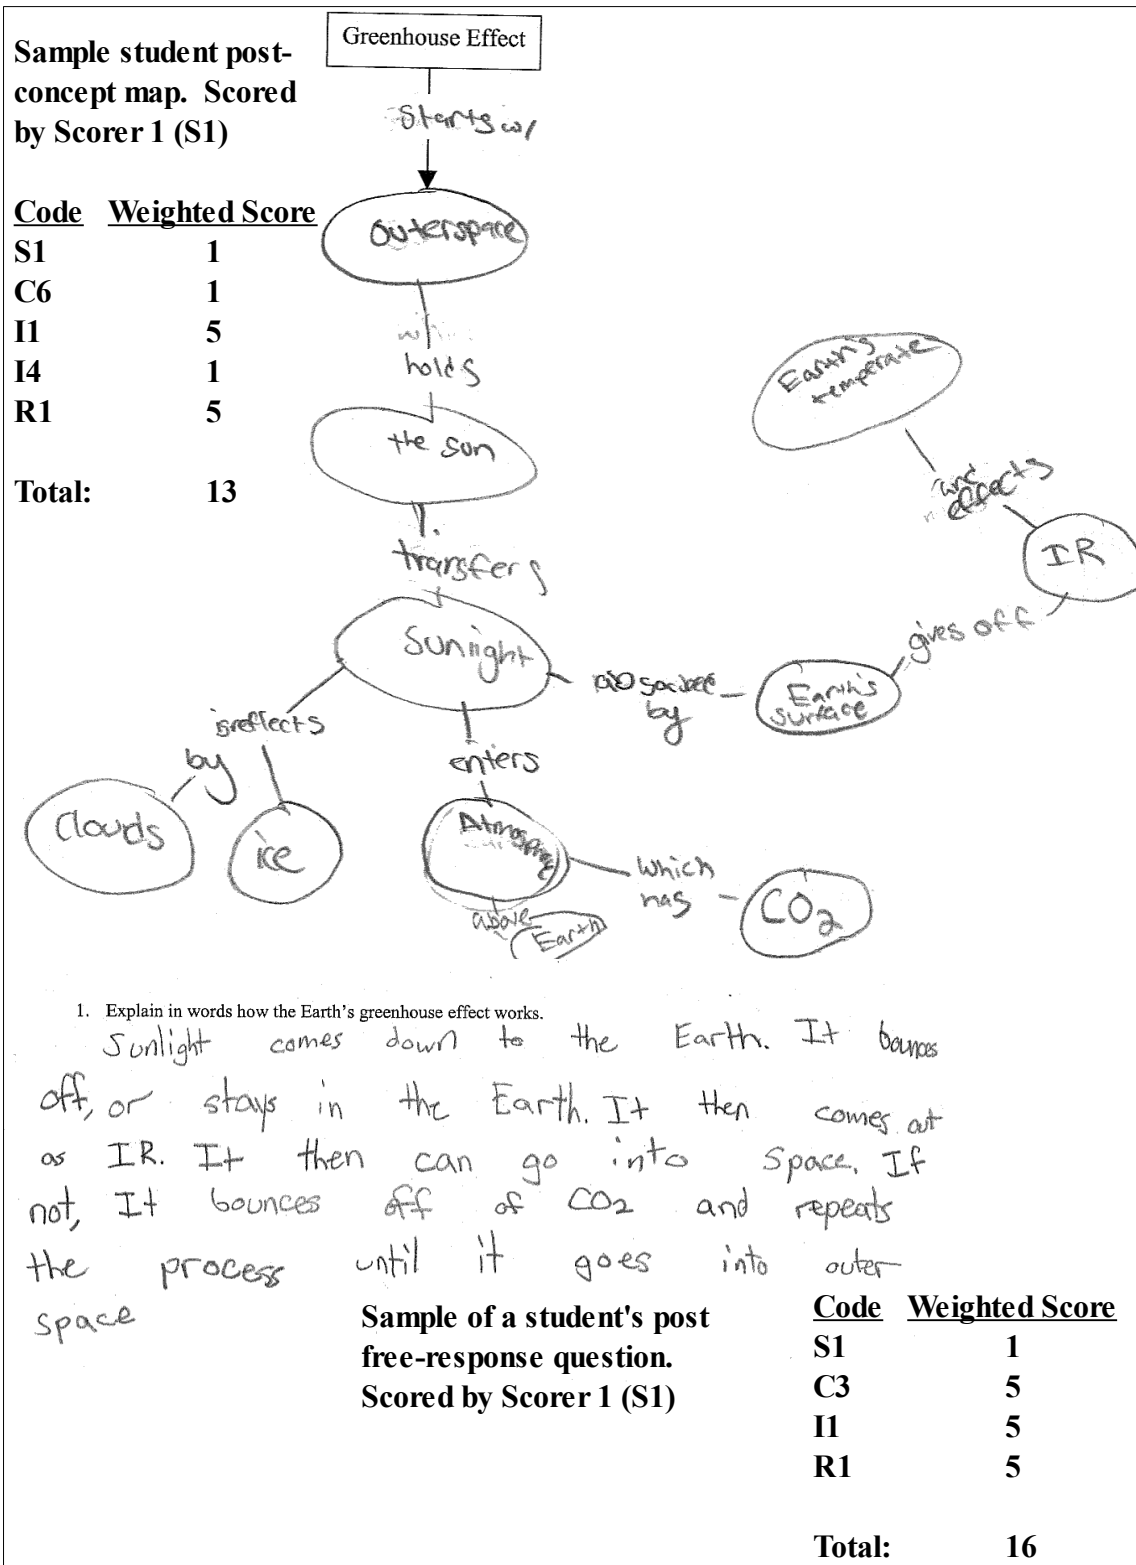 Sample student post-
concept map. Scored
by Scorer 1 (S1)
Code Weighted Score
S1 1
C6 1
I1 5
I4 1
R1 5
Total: 13
Greenhouse Effect
Starts w/
Outerspace
holds
the sun
transfers
Sunlight
is reflects
by
Clouds
ice
enters
Atmosphere
above
Earth
which
has
CO2
absorbed
by
Earth's
surface
gives off
IR
and
effects
Earth's
temperate
1. Explain in words how the Earth's greenhouse effect works.
Sunlight comes down to the Earth. It bounces
off, or stays in the Earth. It then comes out
as IR. It then can go into space. If
not, It bounces off of CO2 and repeats
the process until it goes into outer
space
Sample of a student's post
free-response question.
Scored by Scorer 1 (S1)
Code Weighted Score
S1 1
C3 5
I1 5
R1 5
Total: 16